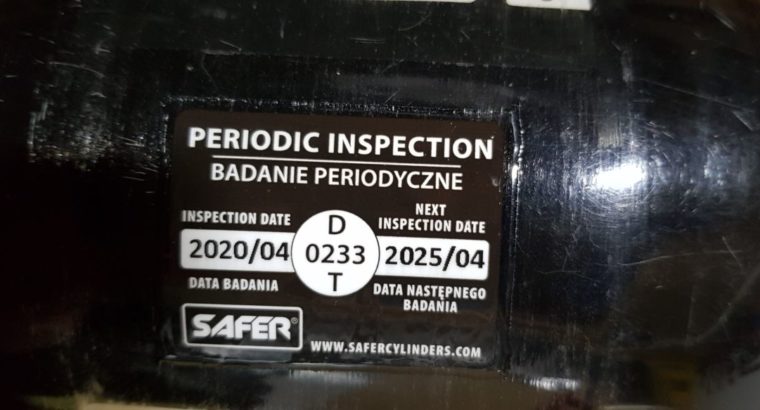 PERIODIC INSPECTION
BADANIE PERIODYCZNE
INSPECTION DATE
2020/04
DATA BADANIA
D
0233
T
NEXT
INSPECTION DATE
2025/04
DATA NASTĘPNEGO
BADANIA
SAFER®
WWW.SAFERCYLINDERS.COM